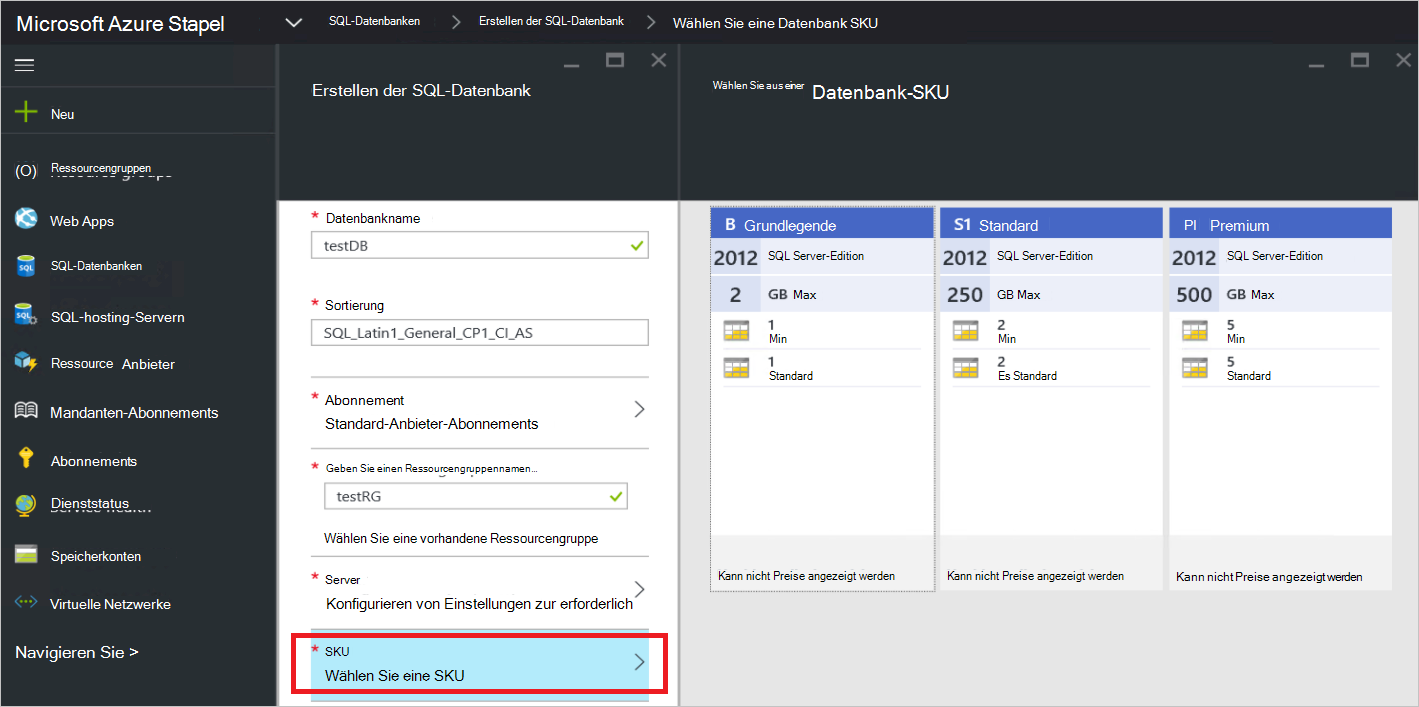 Microsoft Azure Stapel
SQL-Datenbanken
Erstellen der SQL-Datenbank
Wählen Sie eine Datenbank SKU
Neu
(O) Ressourcengruppen
Web Apps
SQL-Datenbanken
SQL-hosting-Servern
Ressource Anbieter
Mandanten-Abonnements
Abonnements
Dienststatus
Speicherkonten
Virtuelle Netzwerke
Navigieren Sie >
Erstellen der SQL-Datenbank
* Datenbankname
testDB
* Sortierung
SQL_Latin1_General_CP1_CI_AS
* Abonnement
Standard-Anbieter-Abonnements
* Geben Sie einen Ressourcengruppennamen...
testRG
Wählen Sie eine vorhandene Ressourcengruppe
* Server
Konfigurieren von Einstellungen zur erforderlich
* SKU
Wählen Sie eine SKU
Wählen Sie aus einer Datenbank-SKU
B Grundlegende
2012 SQL Server-Edition
2 GB Max
1
Min
1
Standard
Kann nicht Preise angezeigt werden
S1 Standard
2012 SQL Server-Edition
250 GB Max
2
Min
2
Es Standard
Kann nicht Preise angezeigt werden
PI Premium
2012 SQL Server-Edition
500 GB Max
5
Min
5
Standard
Kann nicht Preise angezeigt werden